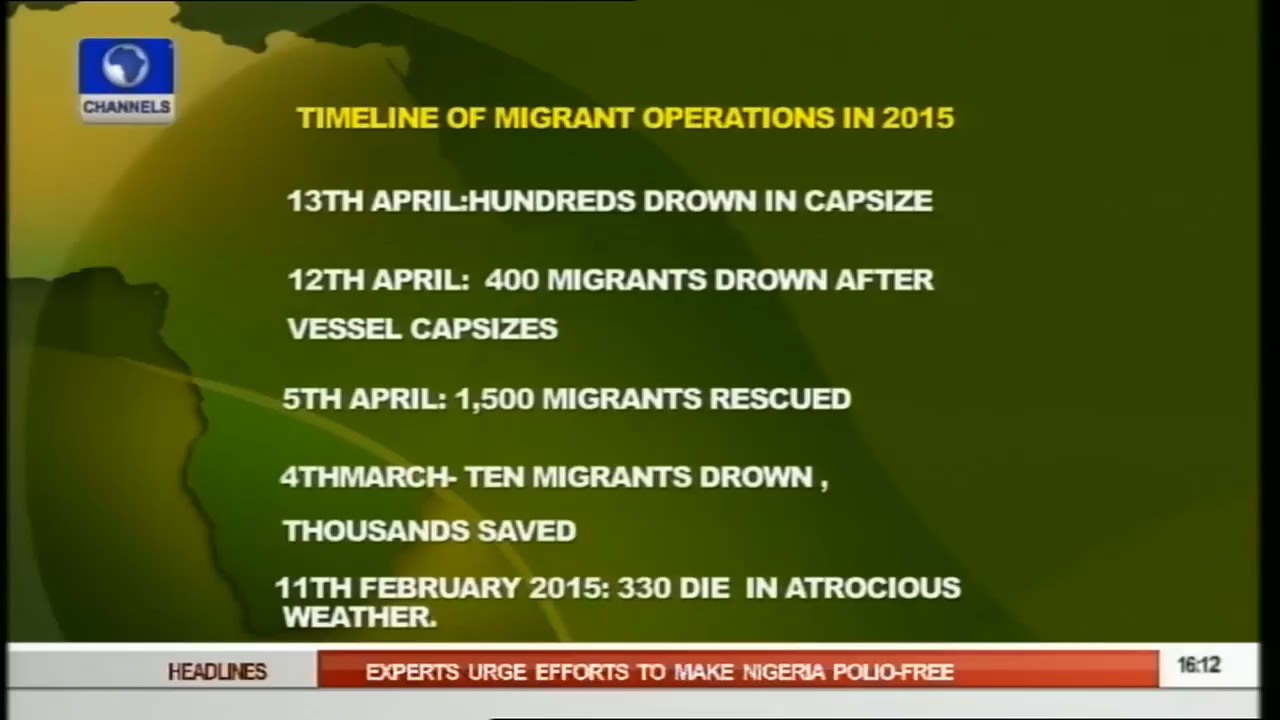 CHANNELS
TIMELINE OF MIGRANT OPERATIONS IN 2015
13TH APRIL:HUNDREDS DROWN IN CAPSIZE
12TH APRIL: 400 MIGRANTS DROWN AFTER
VESSEL CAPSIZES
5TH APRIL: 1,500 MIGRANTS RESCUED
4THMARCH- TEN MIGRANTS DROWN ,
THOUSANDS SAVED
11TH FEBRUARY 2015: 330 DIE IN ATROCIOUS
WEATHER.
HEADLINES EXPERTS URGE EFFORTS TO MAKE NIGERIA POLIO-FREE 16:12